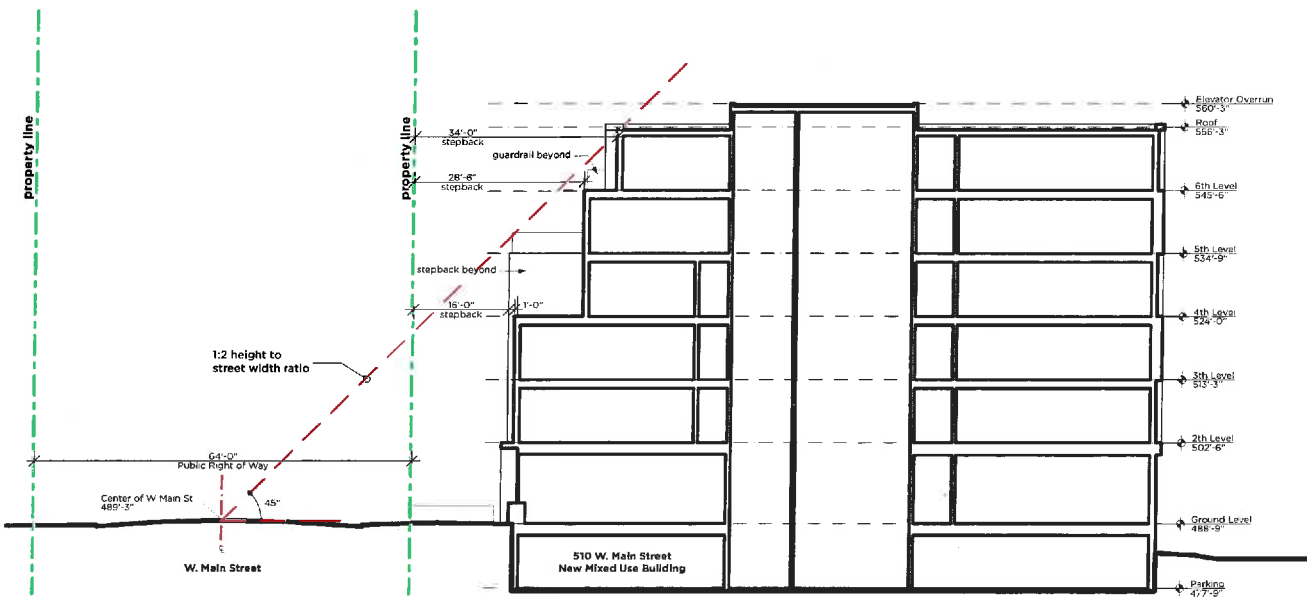 property line
property line
34'-0"
stepback
guardrail beyond
28'-6"
stepback
stepback beyond
16'-0"
stepback
1'-0"
1:2 height to
street width ratio
64'-0"
Public Right of Way
Center of W Main St
489'-3"
45°
W. Main Street
510 W. Main Street
New Mixed Use Building
Elevator Overrun
560'-3"
Roof
556'-3"
6th Level
545'-6"
5th Level
534'-9"
4th Level
524'-0"
3th Level
513'-3"
2th Level
502'-6"
Ground Level
488'-9"
Parking
477'-9"